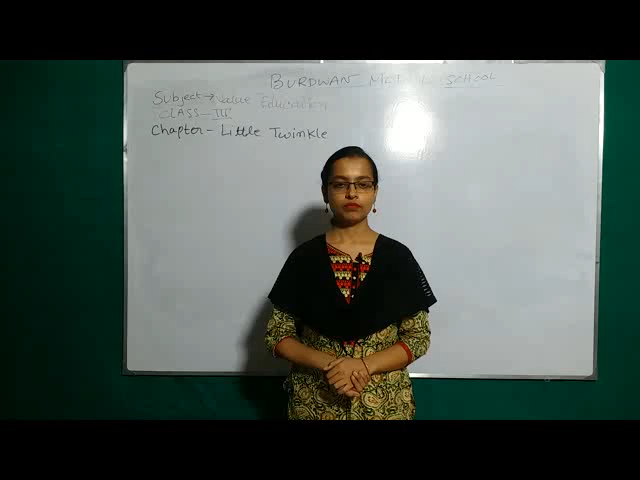 BURDWAN SCHOOL
Subject → Value Education
CLASS - III
Chapter - Little Twinkle